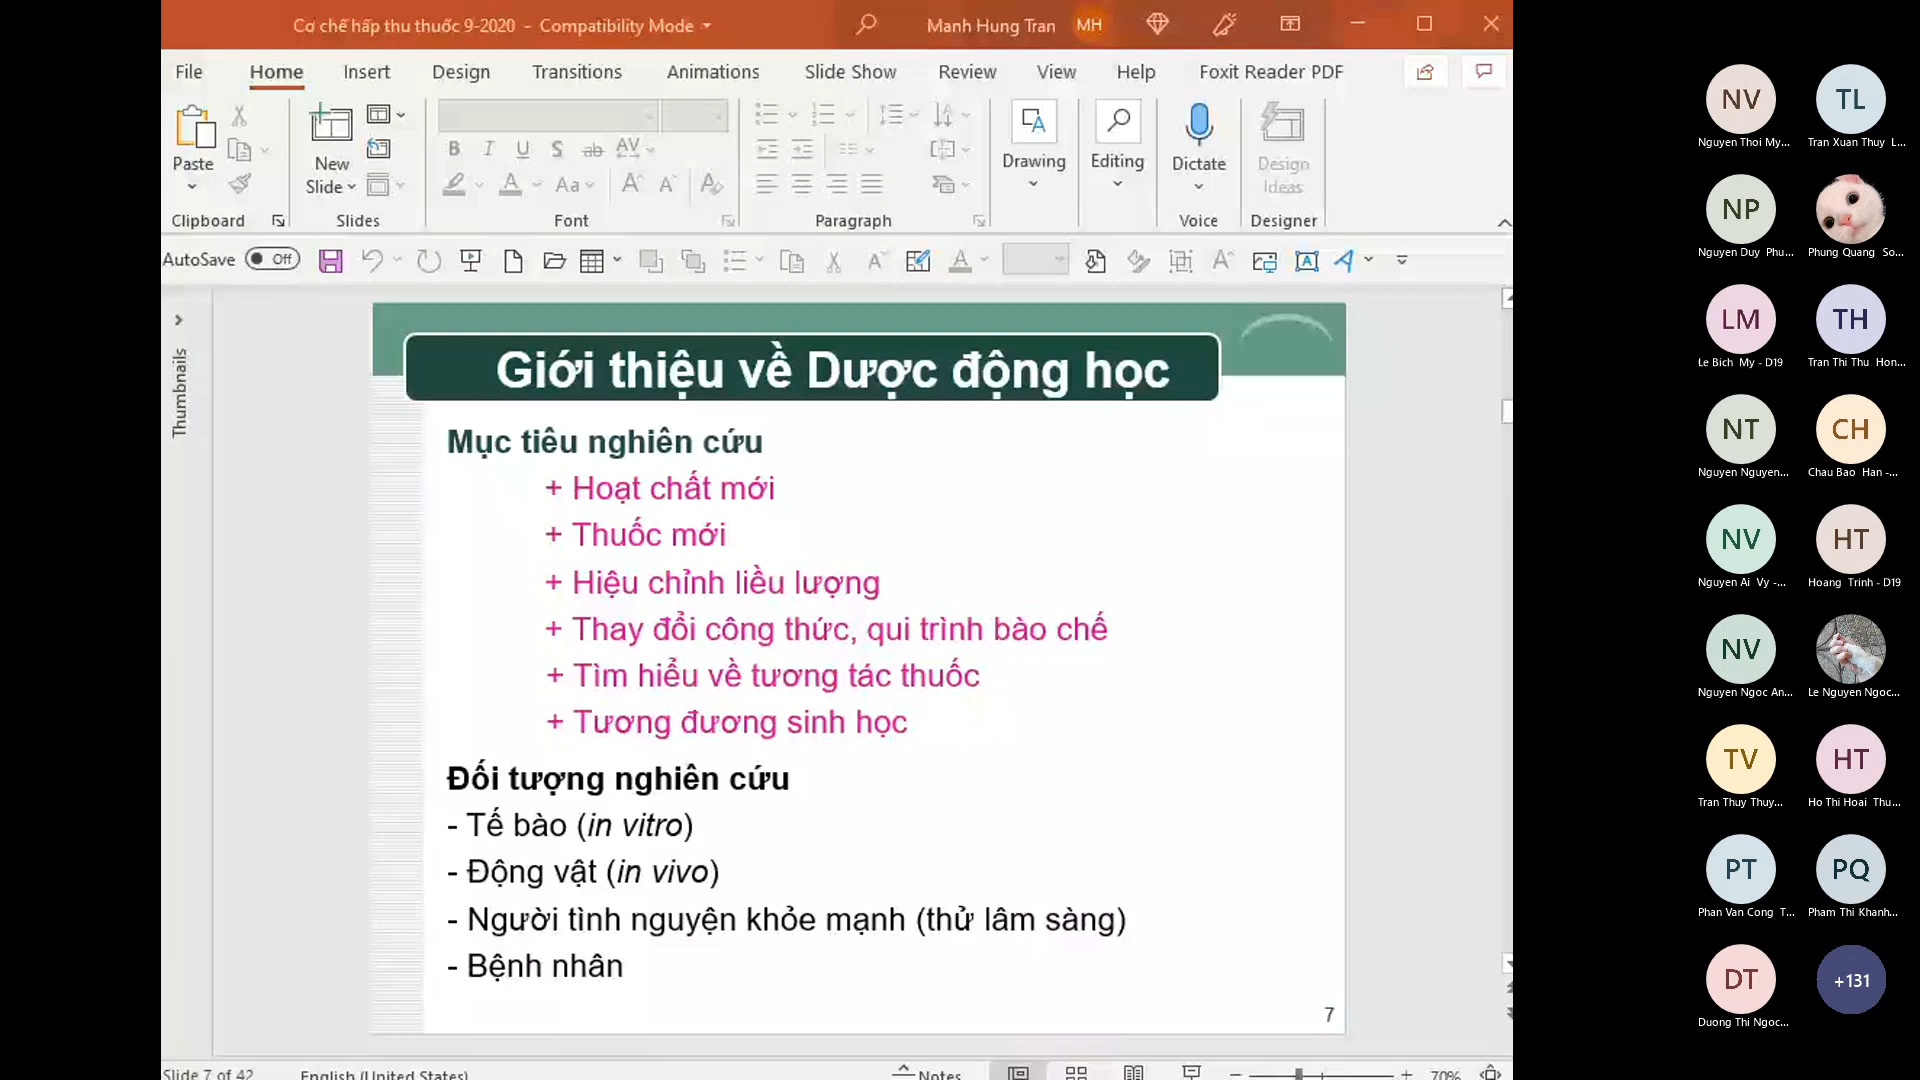 Cơ chế hấp thu thuốc 9-2020 - Compatibility Mode
Manh Hung Tran MH
File Home Insert Design Transitions Animations Slide Show Review View Help Foxit Reader PDF
Paste
New Slide
Drawing
Editing
Dictate
Design Ideas
Clipboard Slides Font Paragraph Voice Designer
AutoSave Off
Thumbnails
Giới thiệu về Dược động học
Mục tiêu nghiên cứu
+ Hoạt chất mới
+ Thuốc mới
+ Hiệu chỉnh liều lượng
+ Thay đổi công thức, qui trình bào chế
+ Tìm hiểu về tương tác thuốc
+ Tương đương sinh học
Đối tượng nghiên cứu
- Tế bào (in vitro)
- Động vật (in vivo)
- Người tình nguyện khỏe mạnh (thử lâm sàng)
- Bệnh nhân
7
Slide 7 of 42 English (United States) Notes 70%
NV TL
Nguyen Thoi My... Tran Xuan Thuy L...
NP
Nguyen Duy Phu... Phung Quang So...
LM TH
Le Bich My - D19 Tran Thi Thu Hon...
NT CH
Nguyen Nguyen... Chau Bao Han -...
NV HT
Nguyen Ai Vy -... Hoang Trinh - D19
NV
Nguyen Ngoc An... Le Nguyen Ngoc...
TV HT
Tran Thuy Thuy... Ho Thi Hoai Thu...
PT PQ
Phan Van Cong T... Pham Thi Khanh...
DT +131
Duong Thi Ngoc...